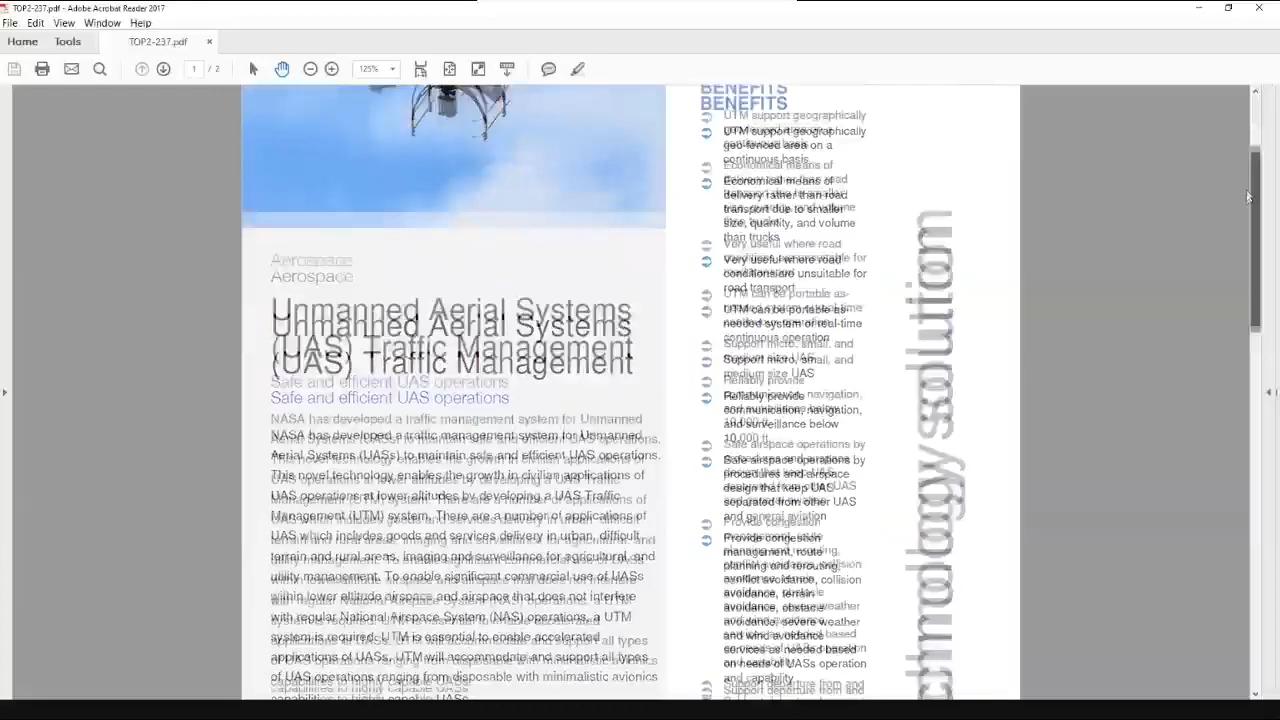 TOP2-237.pdf - Adobe Acrobat Reader 2017
File Edit View Window Help
Home Tools TOP2-237.pdf ×
1 / 2 125%
Aerospace
Unmanned Aerial Systems
(UAS) Traffic Management
Safe and efficient UAS operations
NASA has developed a traffic management system for Unmanned
Aerial Systems (UASs) to maintain safe and efficient UAS operations.
This novel technology enables the growth in civilian applications of
UAS operations at lower altitudes by developing a UAS Traffic
Management (UTM) system. There are a number of applications of
UAS which includes goods and services delivery in urban, difficult
terrain and rural areas, imaging and surveillance for agricultural, and
utility management. To enable significant commercial use of UASs
within lower altitude airspace and airspace that does not interfere
with regular National Airspace System (NAS) operations, a UTM
system is required. UTM is essential to enable accelerated
applications of UASs. UTM will accommodate and support all types
of UAS operations ranging from disposable with minimalistic avionics
capabilities to highly capable UASs.
BENEFITS
UTM support geographically
geo-fenced area on a
continuous basis
Economical means of
delivery rather than road
transport due to smaller
size, quantity, and volume
than trucks
Very useful where road
conditions are unsuitable for
road transport
UTM can be portable as-
needed system or real-time
continuous operation
Support micro, small, and
medium size UAS
Reliably provide
communication, navigation,
and surveillance below
10,000 ft.
Safe airspace operations by
procedures and airspace
design that keep UAS
separated from other UAS
and general aviation
Provide congestion
management, route
planning and rerouting,
conflict avoidance, collision
avoidance, terrain
avoidance, obstacle
avoidance, severe weather
and wind avoidance
services as needed based
on needs of UASs operation
and capability
Support departure from and
chnology solution